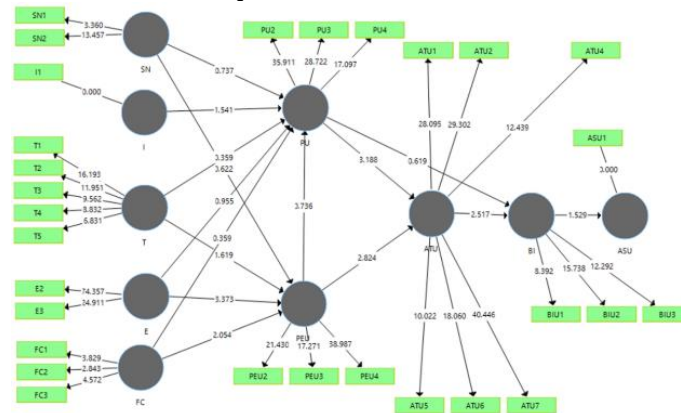 SN1
SN2
3.360
13.457
SN
I1
0.000
I
T1
T2
T3
T4
T5
16.193
11.951
9.562
8.832
6.831
T
E2
E3
74.357
34.911
E
FC1
FC2
FC3
3.829
2.843
4.572
FC
PU2
PU3
PU4
35.911
28.722
17.097
PU
0.737
1.541
3.359
0.622
0.955
0.359
1.619
3.373
2.054
3.736
PEU
21.430
17.271
38.987
PEU2
PEU3
PEU4
3.188
0.619
2.824
ATU1
ATU2
ATU4
28.095
29.302
12.439
ATU
2.517
10.022
18.060
40.446
ATU5
ATU6
ATU7
BI
1.529
8.392
15.738
12.292
BIU1
BIU2
BIU3
ASU1
0.000
ASU